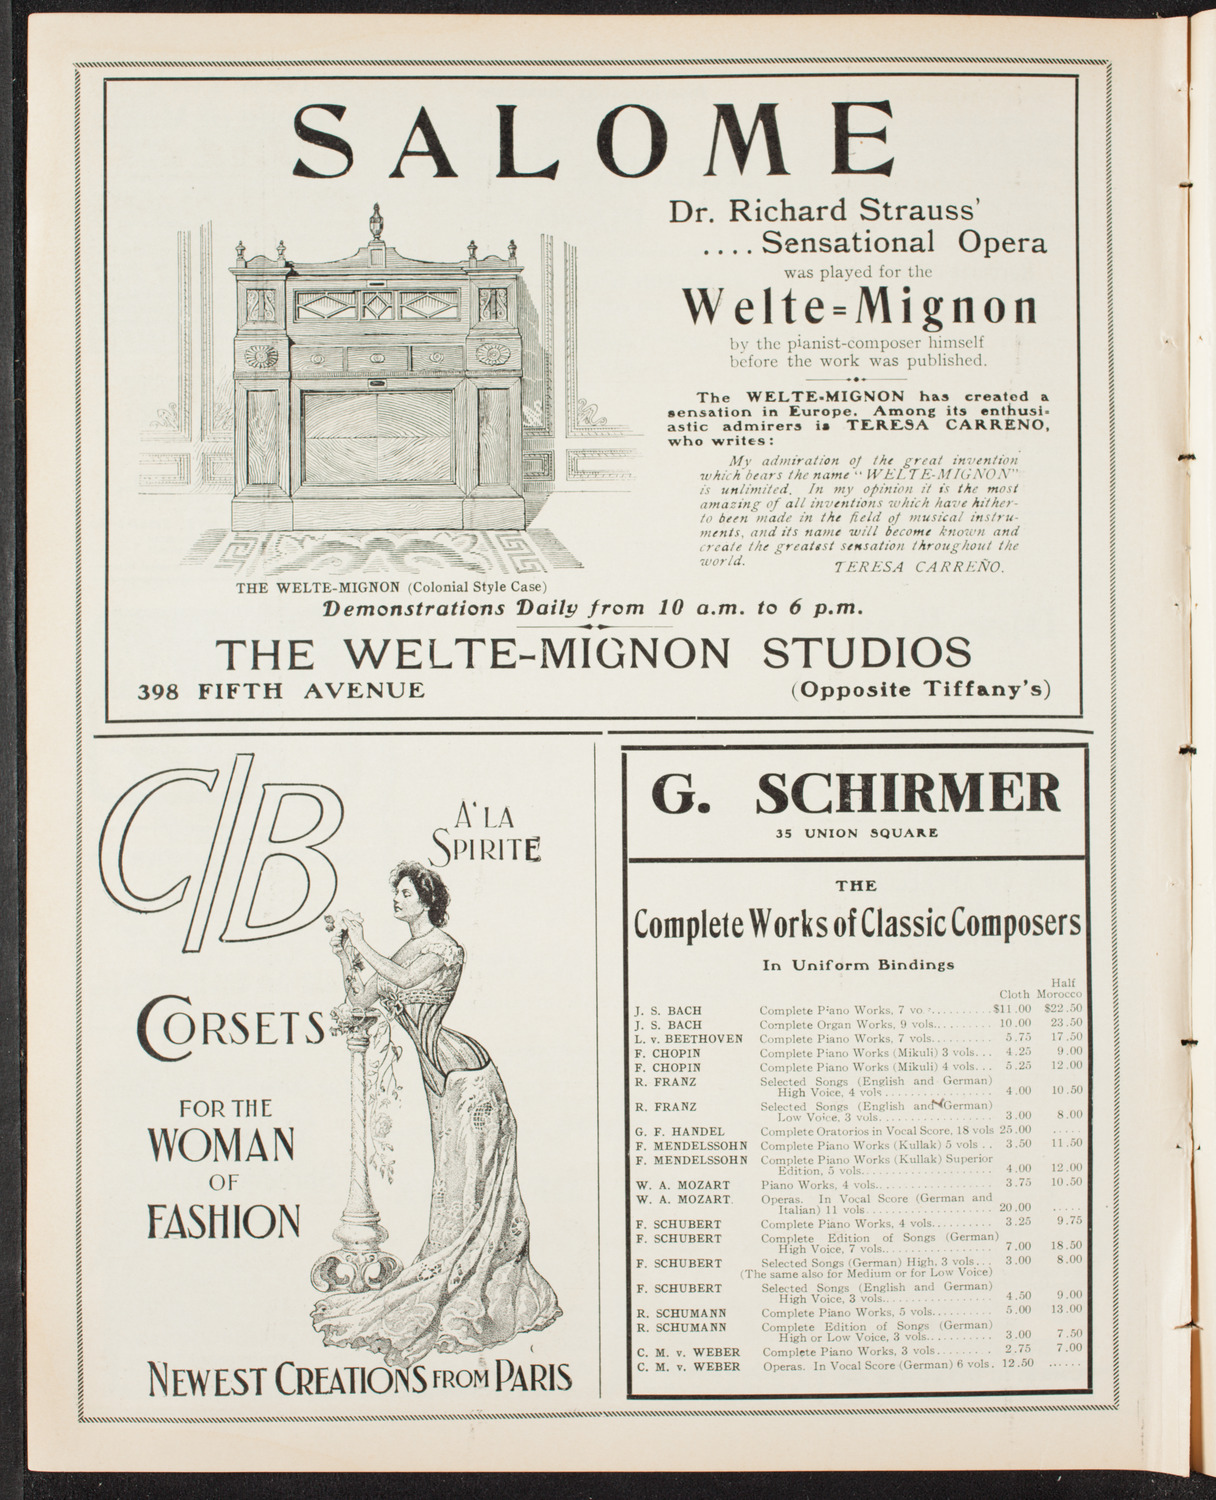 SALOME
Dr. Richard Strauss'
.... Sensational Opera
was played for the
Welte=Mignon
by the pianist-composer himself
before the work was published.
The WELTE-MIGNON has created a
sensation in Europe. Among its enthusi-
astic admirers is TERESA CARRENO,
who writes:
My admiration of the great invention
which bears the name "WELTE-MIGNON"
is unlimited. In my opinion it is the most
amazing of all inventions which have hither-
to been made in the field of musical instru-
ments, and its name will become known and
create the greatest sensation throughout the
world. TERESA CARREÑO.
THE WELTE-MIGNON (Colonial Style Case)
Demonstrations Daily from 10 a.m. to 6 p.m.
THE WELTE-MIGNON STUDIOS
398 FIFTH AVENUE (Opposite Tiffany's)
C/B
A' LA
SPIRITE
CORSETS
FOR THE
WOMAN
OF
FASHION
NEWEST CREATIONS FROM PARIS
G. SCHIRMER
35 UNION SQUARE
THE
Complete Works of Classic Composers
In Uniform Bindings
Half
Cloth Morocco
J. S. BACH Complete Piano Works, 7 vo..........$11.00 $22.50
J. S. BACH Complete Organ Works, 9 vols.......... 10.00 23.50
L. v. BEETHOVEN Complete Piano Works, 7 vols.......... 5.75 17.50
F. CHOPIN Complete Piano Works (Mikuli) 3 vols... 4.25 9.00
F. CHOPIN Complete Piano Works (Mikuli) 4 vols... 5.25 12.00
R. FRANZ Selected Songs (English and German)
High Voice, 4 vols................ 4.00 10.50
R. FRANZ Selected Songs (English and German)
Low Voice, 3 vols................. 3.00 8.00
G. F. HANDEL Complete Oratorios in Vocal Score, 18 vols 25.00 .....
F. MENDELSSOHN Complete Piano Works (Kullak) 5 vols .. 3.50 11.50
F. MENDELSSOHN Complete Piano Works (Kullak) Superior
Edition, 5 vols.................... 4.00 12.00
W. A. MOZART Piano Works, 4 vols.................. 3.75 10.50
W. A. MOZART. Operas. In Vocal Score (German and
Italian) 11 vols................... 20.00 .....
F. SCHUBERT Complete Piano Works, 4 vols.......... 3.25 9.75
F. SCHUBERT Complete Edition of Songs (German)
High Voice, 7 vols................. 7.00 18.50
F. SCHUBERT Selected Songs (German) High, 3 vols... 3.00 8.00
(The same also for Medium or for Low Voice)
F. SCHUBERT Selected Songs (English and German)
High Voice, 3 vols................. 4.50 9.00
R. SCHUMANN Complete Piano Works, 5 vols.......... 5.00 13.00
R. SCHUMANN Complete Edition of Songs (German)
High or Low Voice, 3 vols........... 3.00 7.50
C. M. v. WEBER Complete Piano Works, 3 vols......... 2.75 7.00
C. M. v. WEBER Operas. In Vocal Score (German) 6 vols. 12.50 ......